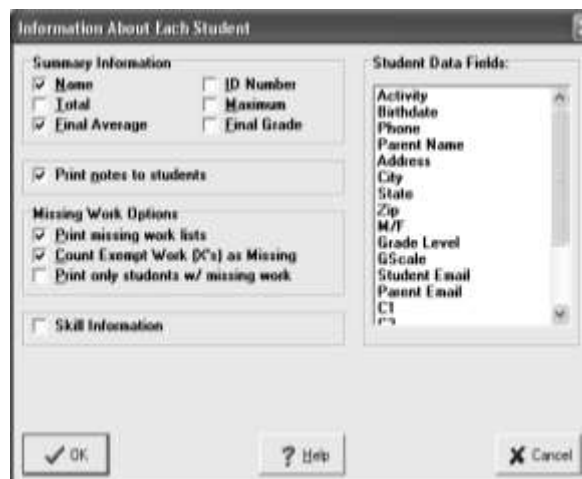 Information About Each Student
Summary Information
Name
ID Number
Total
Maximum
Final Average
Final Grade
Print notes to students
Missing Work Options
Print missing work lists
Count Exempt Work (X's) as Missing
Print only students w/ missing work
Skill Information
Student Data Fields:
Activity
Birthdate
Phone
Parent Name
Address
City
State
Zip
M/F
Grade Level
GScale
Student Email
Parent Email
C1
OK
? Help
Cancel